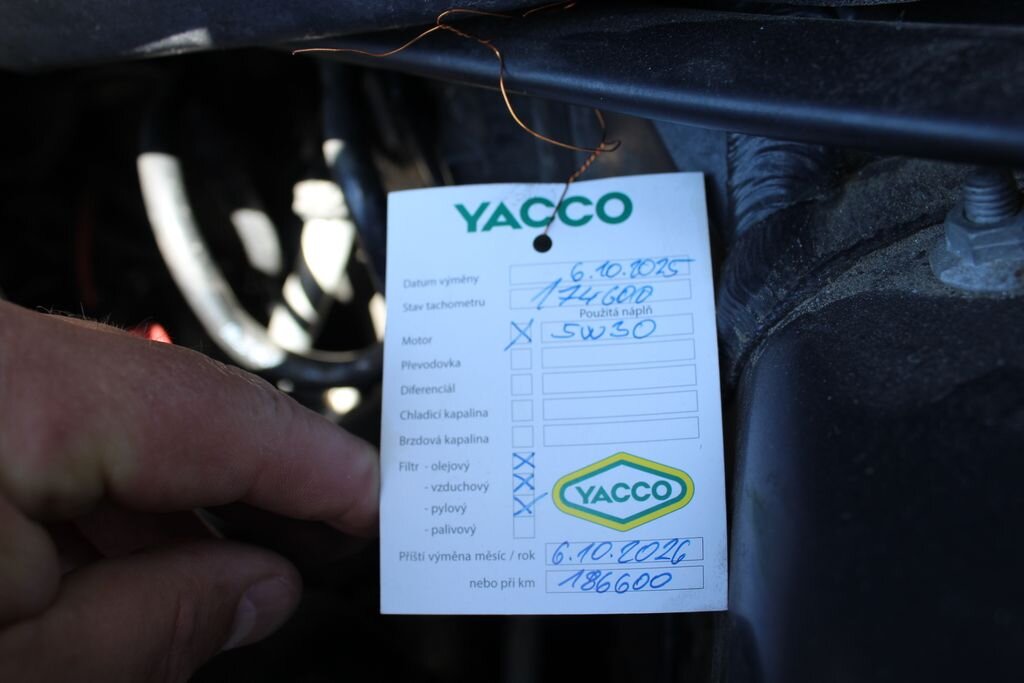 YACCO
Datum výměny 6.10.2025
Stav tachometru 174600
Použitá náplň
Motor X 5W30
Převodovka
Diferenciál
Chladicí kapalina
Brzdová kapalina
Filtr - olejový X
- vzduchový X
- pylový X
- palivový
YACCO
Příští výměna měsíc / rok 6.10.2026
nebo při km 186600